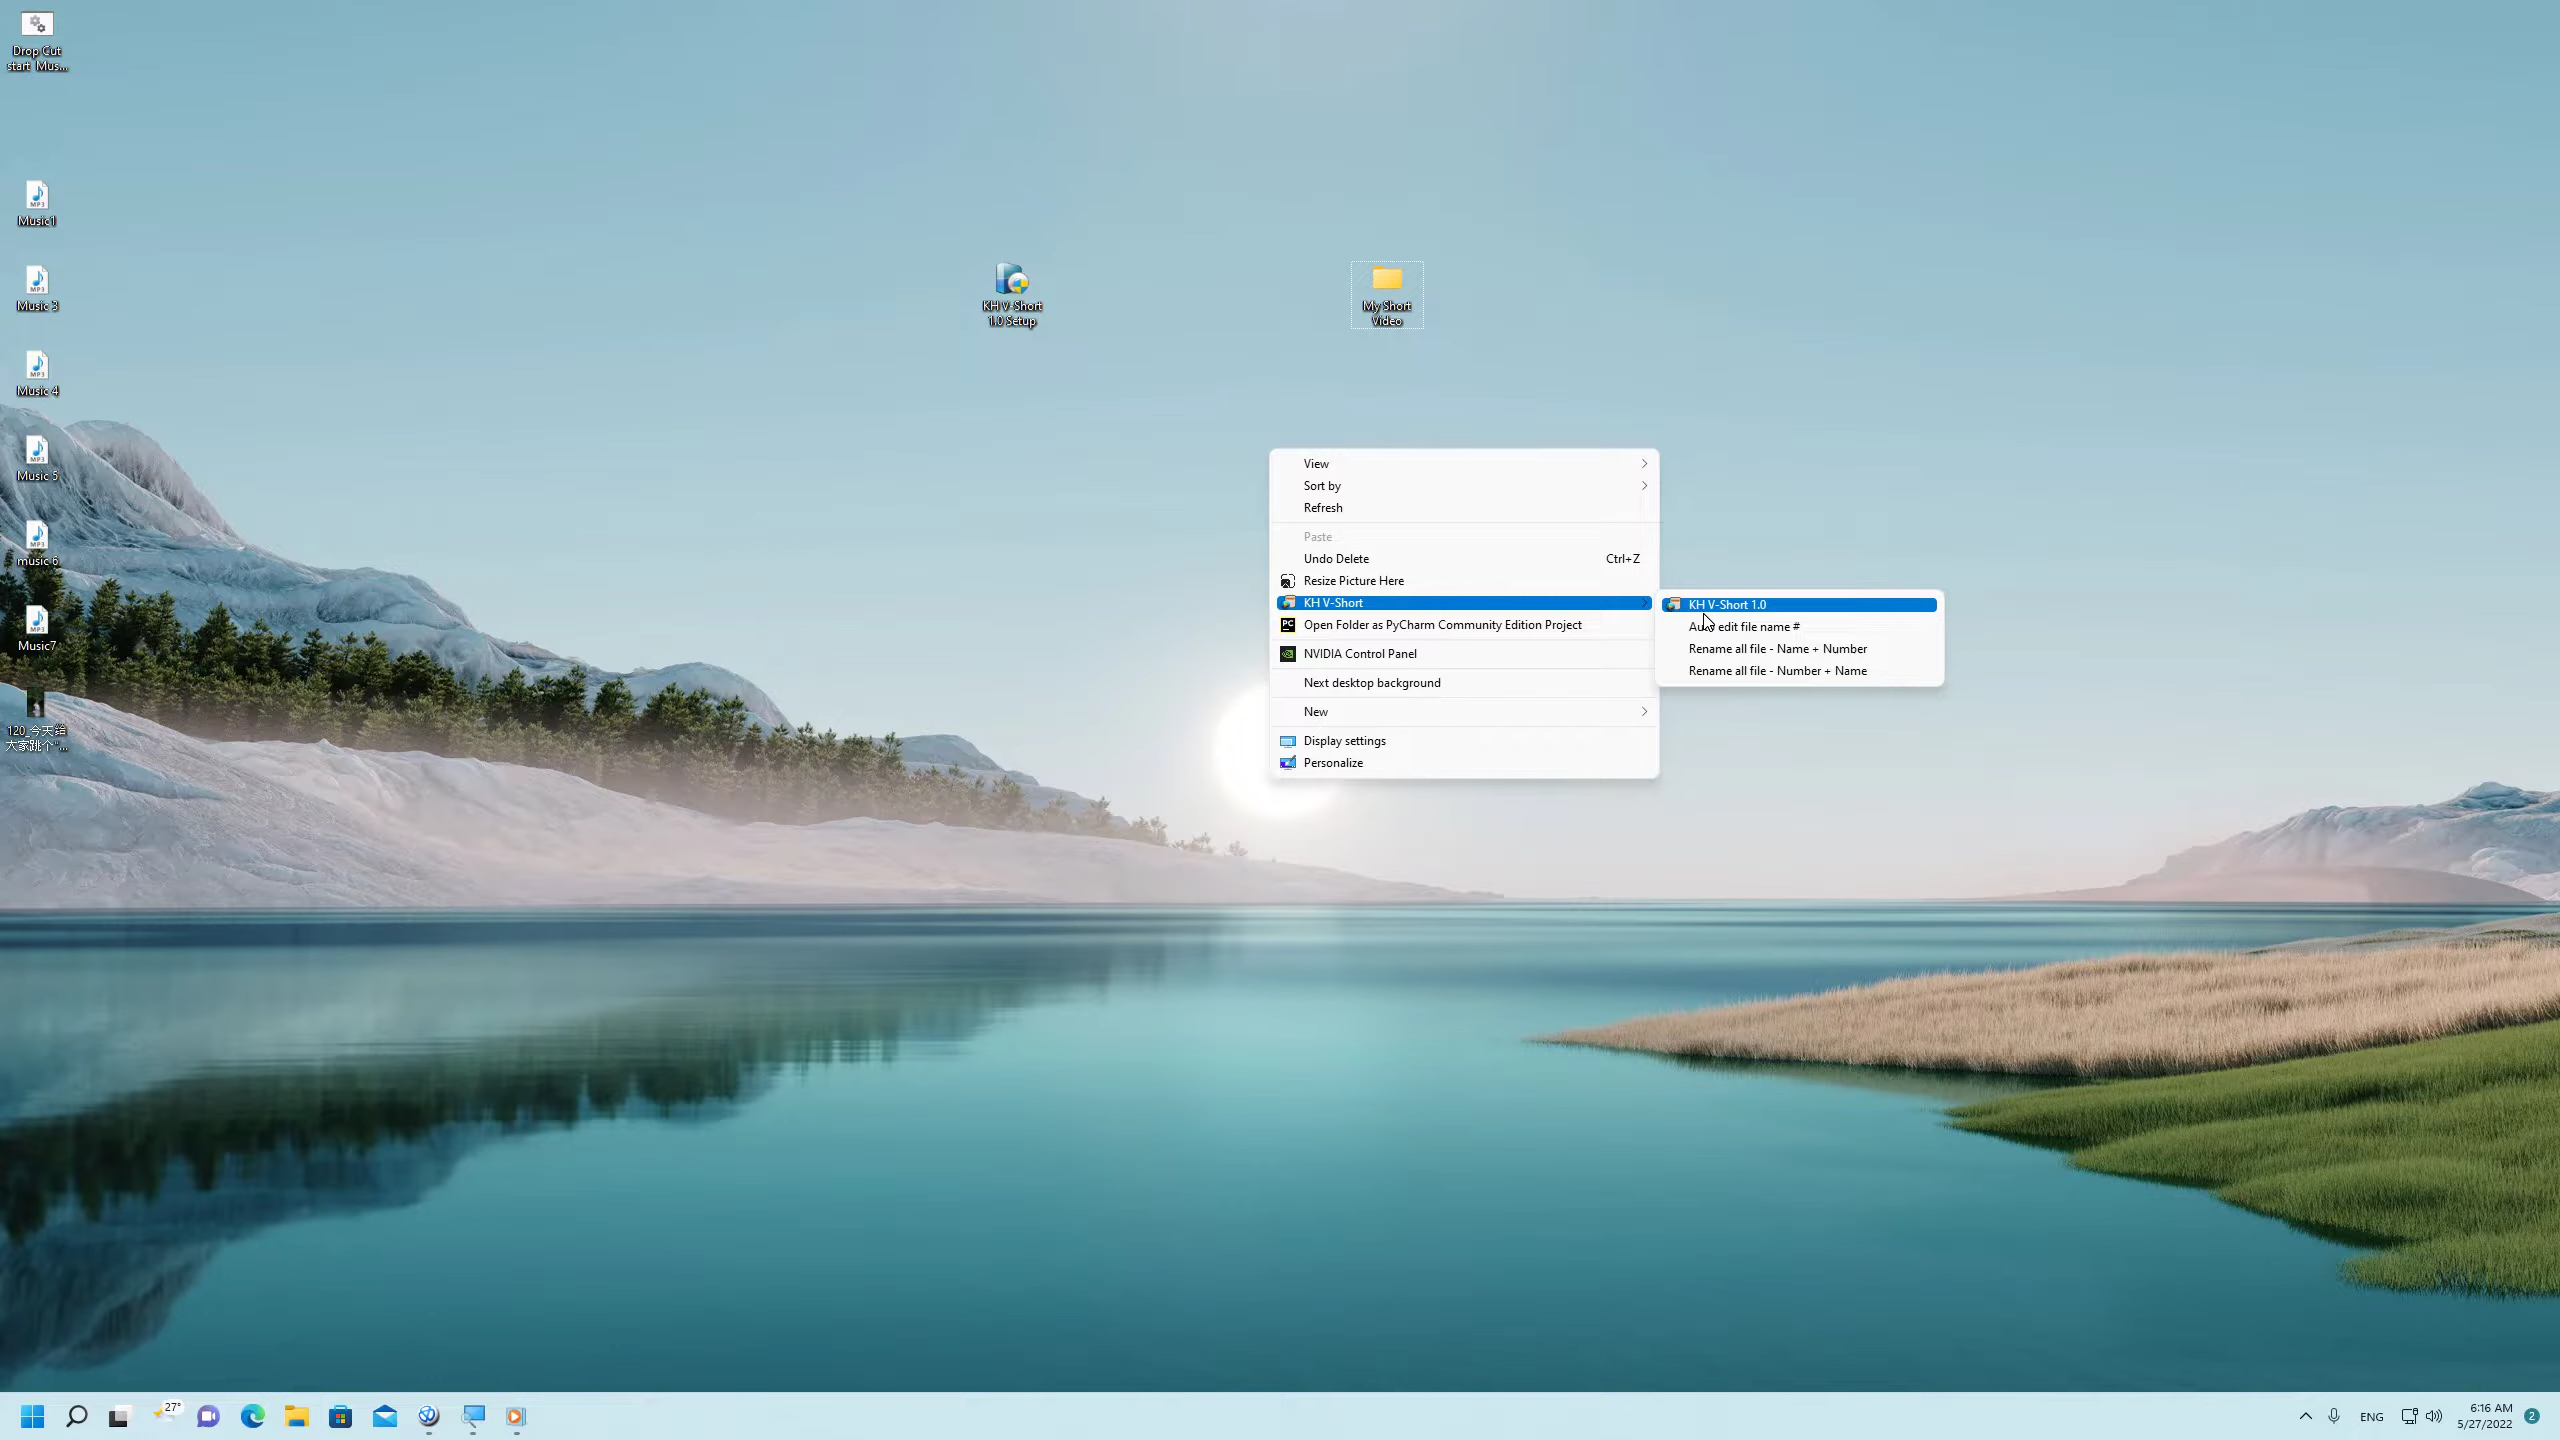 Drop Cut
start_Mus...
Music1
Music 3
Music 4
Music 5
music 6
Music7
120_今天给
大家跳个"...
KH V-Short
1.0 Setup
My Short
Video
View
Sort by
Refresh
Paste
Undo Delete Ctrl+Z
Resize Picture Here
KH V-Short
Open Folder as PyCharm Community Edition Project
NVIDIA Control Panel
Next desktop background
New
Display settings
Personalize
KH V-Short 1.0
edit file name #
Rename all file - Name + Number
Rename all file - Number + Name
27°
ENG
6:16 AM
5/27/2022
2